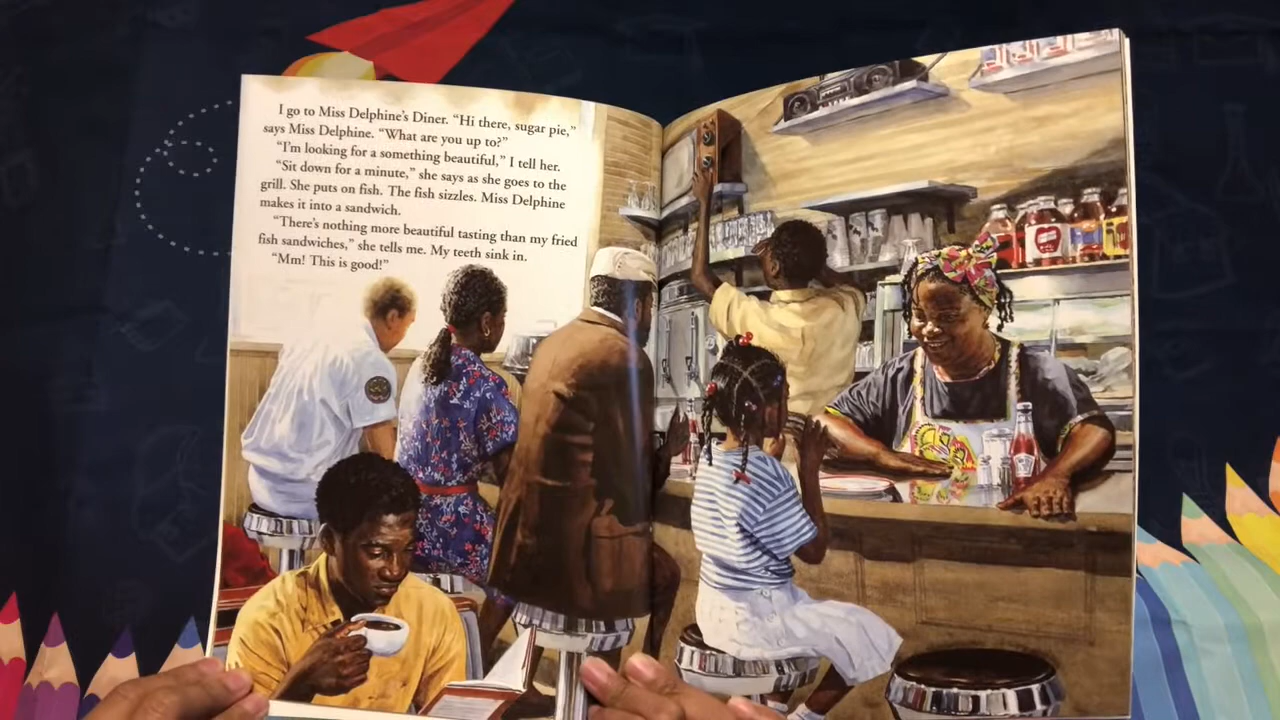 I go to Miss Delphine's Diner. “Hi there, sugar pie,”
says Miss Delphine. “What are you up to?”
“I'm looking for a something beautiful,” I tell her.
“Sit down for a minute,” she says as she goes to the
grill. She puts on fish. The fish sizzles. Miss Delphine
makes it into a sandwich.
“There's nothing more beautiful tasting than my fried
fish sandwiches,” she tells me. My teeth sink in.
“Mm! This is good!”